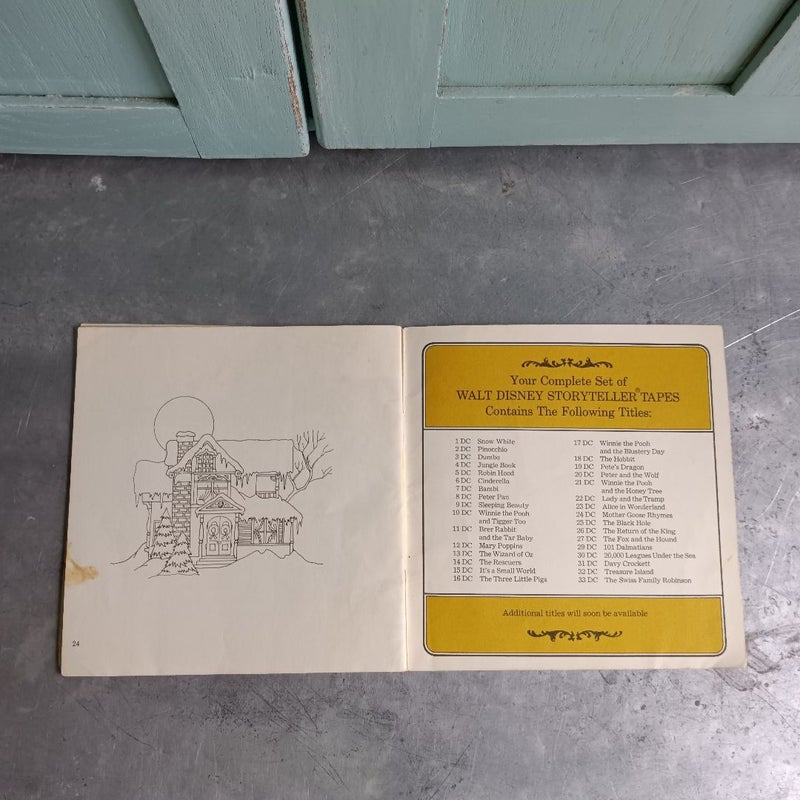 24
Your Complete Set of
WALT DISNEY STORYTELLER® TAPES
Contains The Following Titles:
1 DC Snow White
2 DC Pinocchio
3 DC Dumbo
4 DC Jungle Book
5 DC Robin Hood
6 DC Cinderella
7 DC Bambi
8 DC Peter Pan
9 DC Sleeping Beauty
10 DC Winnie the Pooh
and Tigger Too
11 DC Brer Rabbit
and the Tar Baby
12 DC Mary Poppins
13 DC The Wizard of Oz
14 DC The Rescuers
15 DC It's a Small World
16 DC The Three Little Pigs
17 DC Winnie the Pooh
and the Blustery Day
18 DC The Hobbit
19 DC Pete's Dragon
20 DC Peter and the Wolf
21 DC Winnie the Pooh
and the Honey Tree
22 DC Lady and the Tramp
23 DC Alice in Wonderland
24 DC Mother Goose Rhymes
25 DC The Black Hole
26 DC The Return of the King
27 DC The Fox and the Hound
29 DC 101 Dalmatians
30 DC 20,000 Leagues Under the Sea
31 DC Davy Crockett
32 DC Treasure Island
33 DC The Swiss Family Robinson
Additional titles will soon be available